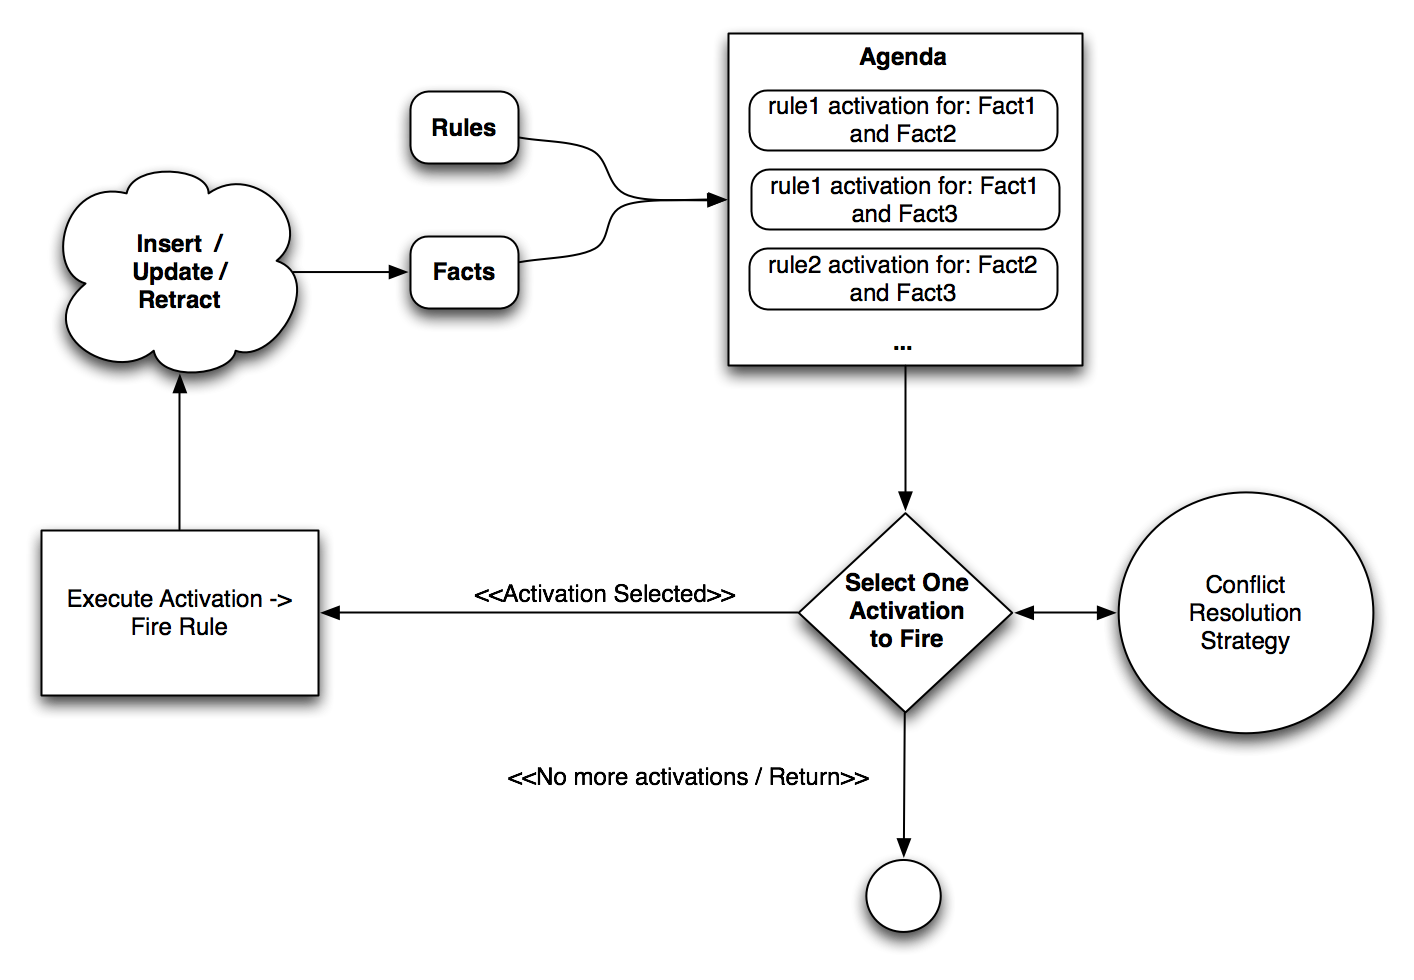 Agenda
rule1 activation for: Fact1
and Fact2
rule1 activation for: Fact1
and Fact3
rule2 activation for: Fact2
and Fact3
...
Rules
Facts
Insert /
Update /
Retract
Select One
Activation
to Fire
Conflict
Resolution
Strategy
<<Activation Selected>>
Execute Activation ->
Fire Rule
<<No more activations / Return>>